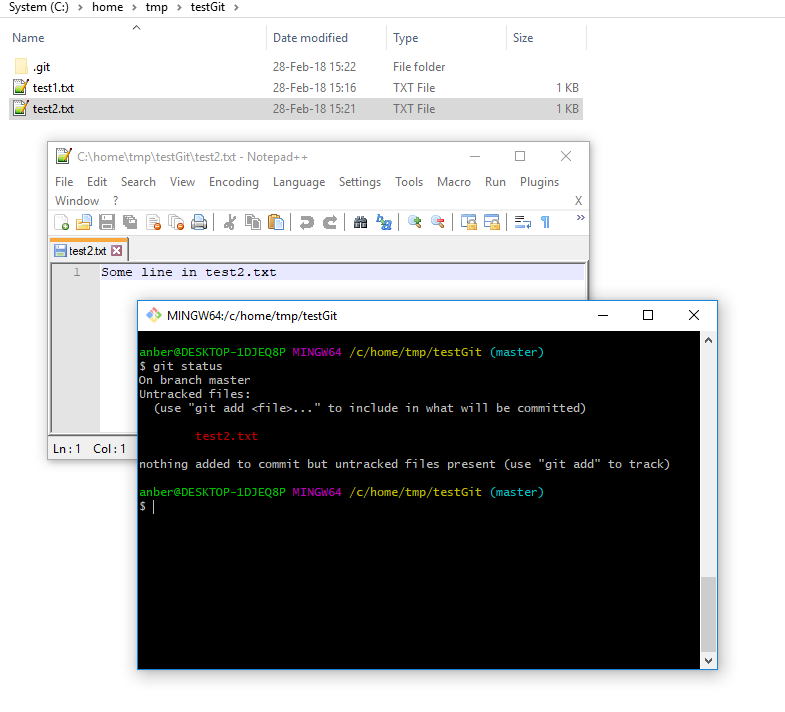 System (C:) > home > tmp > testGit >
Name Date modified Type Size
.git 28-Feb-18 15:22 File folder
test1.txt 28-Feb-18 15:16 TXT File 1 KB
test2.txt 28-Feb-18 15:21 TXT File 1 KB
C:\home\tmp\testGit\test2.txt - Notepad++
File Edit Search View Encoding Language Settings Tools Macro Run Plugins
Window ? X
test2.txt
1 Some line in test2.txt
Ln : 1 Col : 1
MINGW64:/c/home/tmp/testGit
anber@DESKTOP-1DJEQ8P MINGW64 /c/home/tmp/testGit (master)
$ git status
On branch master
Untracked files:
(use "git add <file>..." to include in what will be committed)
test2.txt
nothing added to commit but untracked files present (use "git add" to track)
anber@DESKTOP-1DJEQ8P MINGW64 /c/home/tmp/testGit (master)
$